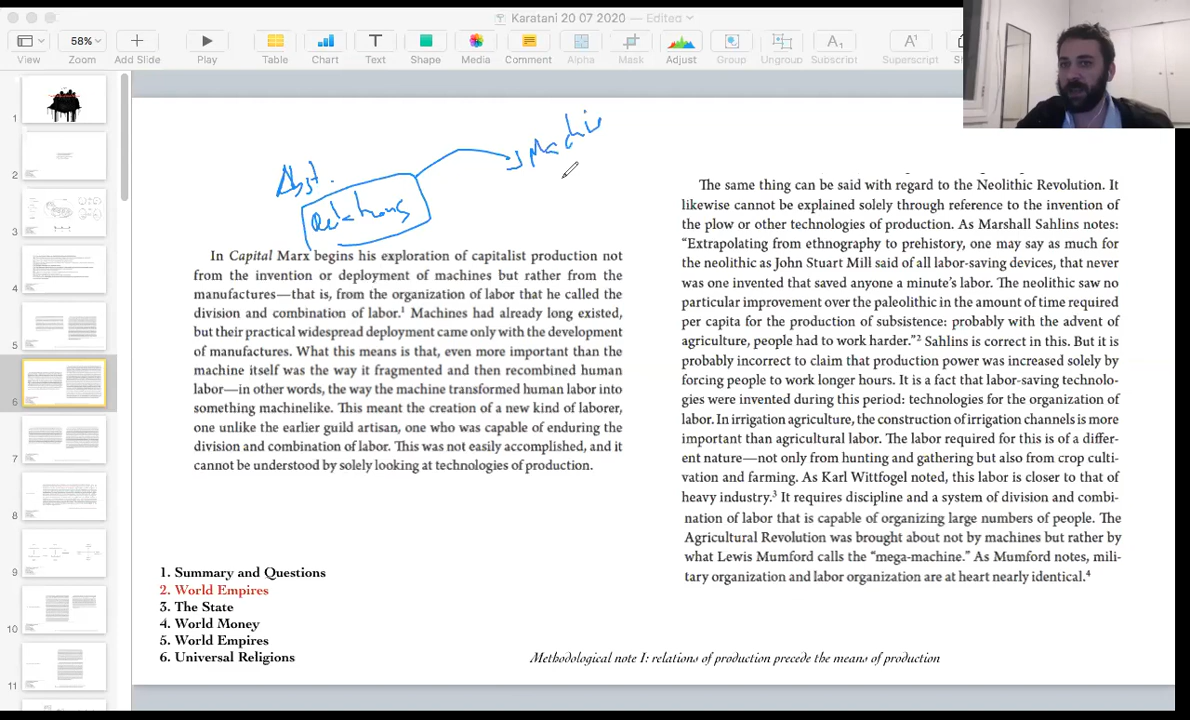 Karatani 20 07 2020 — Edited
58%
View
Zoom
Add Slide
Play
Table
Chart
Text
Shape
Media
Comment
Alpha
Mask
Adjust
Group
Ungroup
Subscript
Superscript
1
2
3
4
5
6
7
8
9
10
11
Abst.
Relations
Machin
In Capital Marx begins his exploration of capitalist production not
from the invention or deployment of machines but rather from the
manufactures—that is, from the organization of labor that he called the
division and combination of labor.1 Machines had already long existed,
but their practical widespread deployment came only with the development
of manufactures. What this means is that, even more important than the
machine itself was the way it fragmented and then recombined human
labor—in other words, the way the machine transformed human labor into
something machinelike. This meant the creation of a new kind of laborer,
one unlike the earlier guild artisan, one who was capable of enduring the
division and combination of labor. This was not easily accomplished, and it
cannot be understood by solely looking at technologies of production.
The same thing can be said with regard to the Neolithic Revolution. It
likewise cannot be explained solely through reference to the invention of
the plow or other technologies of production. As Marshall Sahlins notes:
“Extrapolating from ethnography to prehistory, one may say as much for
the neolithic as John Stuart Mill said of all labor-saving devices, that never
was one invented that saved anyone a minute’s labor. The neolithic saw no
particular improvement over the paleolithic in the amount of time required
per capita for the production of subsistence: probably with the advent of
agriculture, people had to work harder.”2 Sahlins is correct in this. But it is
probably incorrect to claim that production power was increased solely by
forcing people to work longer hours. It is a fact that labor-saving technolo-
gies were invented during this period: technologies for the organization of
labor. In irrigation agriculture, the construction of irrigation channels is more
important than agricultural labor. The labor required for this is of a differ-
ent nature—not only from hunting and gathering but also from crop culti-
vation and farming. As Karl Wittfogel noted, this labor is closer to that of
heavy industry.3 It requires discipline and a system of division and combi-
nation of labor that is capable of organizing large numbers of people. The
Agricultural Revolution was brought about not by machines but rather by
what Lewis Mumford calls the “mega-machine.” As Mumford notes, mili-
tary organization and labor organization are at heart nearly identical.4
1. Summary and Questions
2. World Empires
3. The State
4. World Money
5. World Empires
6. Universal Religions
Methodological note I: relations of production precede the means of production